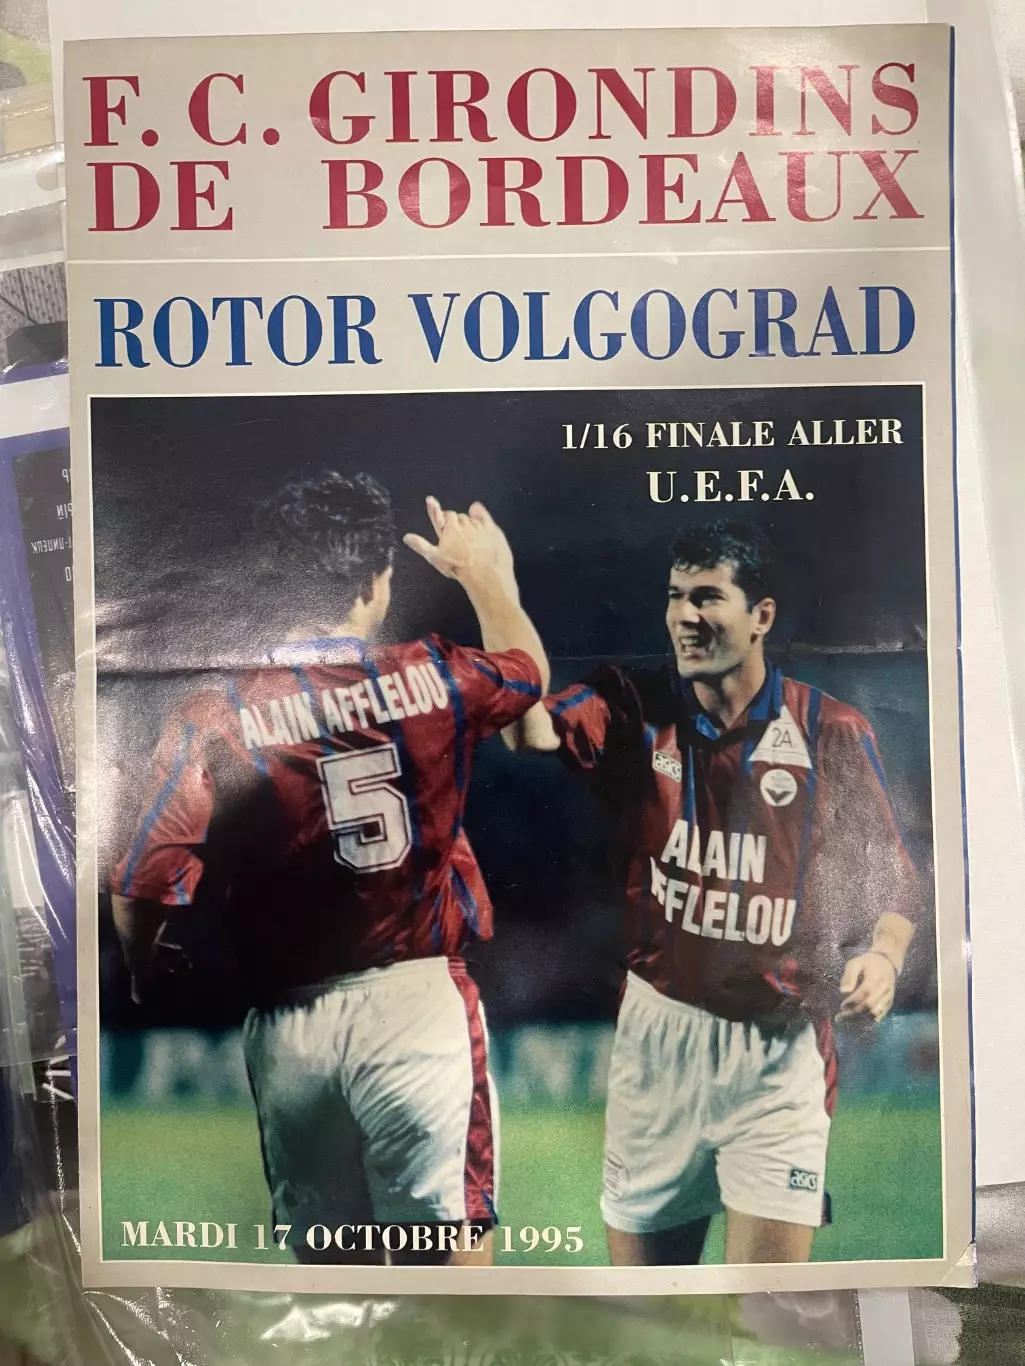 F. C. GIRONDINS
DE BORDEAUX
ROTOR VOLGOGRAD
1/16 FINALE ALLER
U.E.F.A.
ALAIN AFFLELOU
5
2A
asics
ALAIN
AFFLELOU
asics
MARDI 17 OCTOBRE 1995